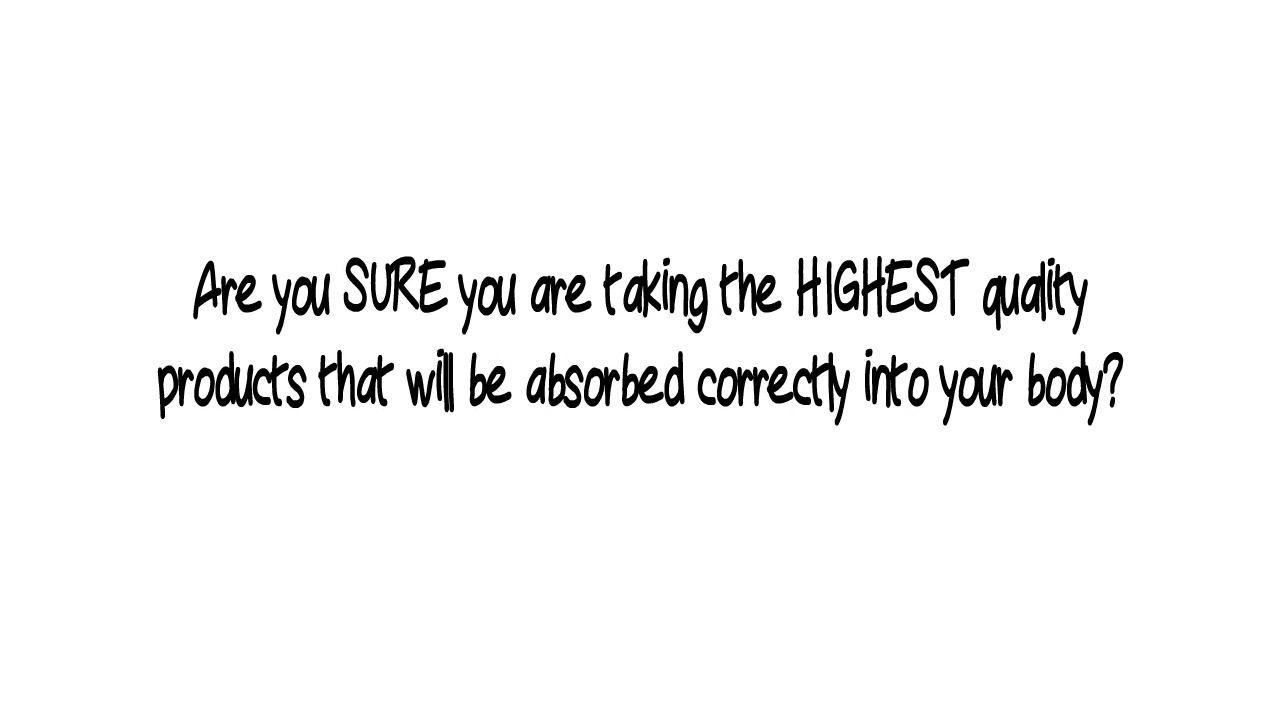 Are you SURE you are taking the HIGHEST quality
products that will be absorbed correctly into your body?